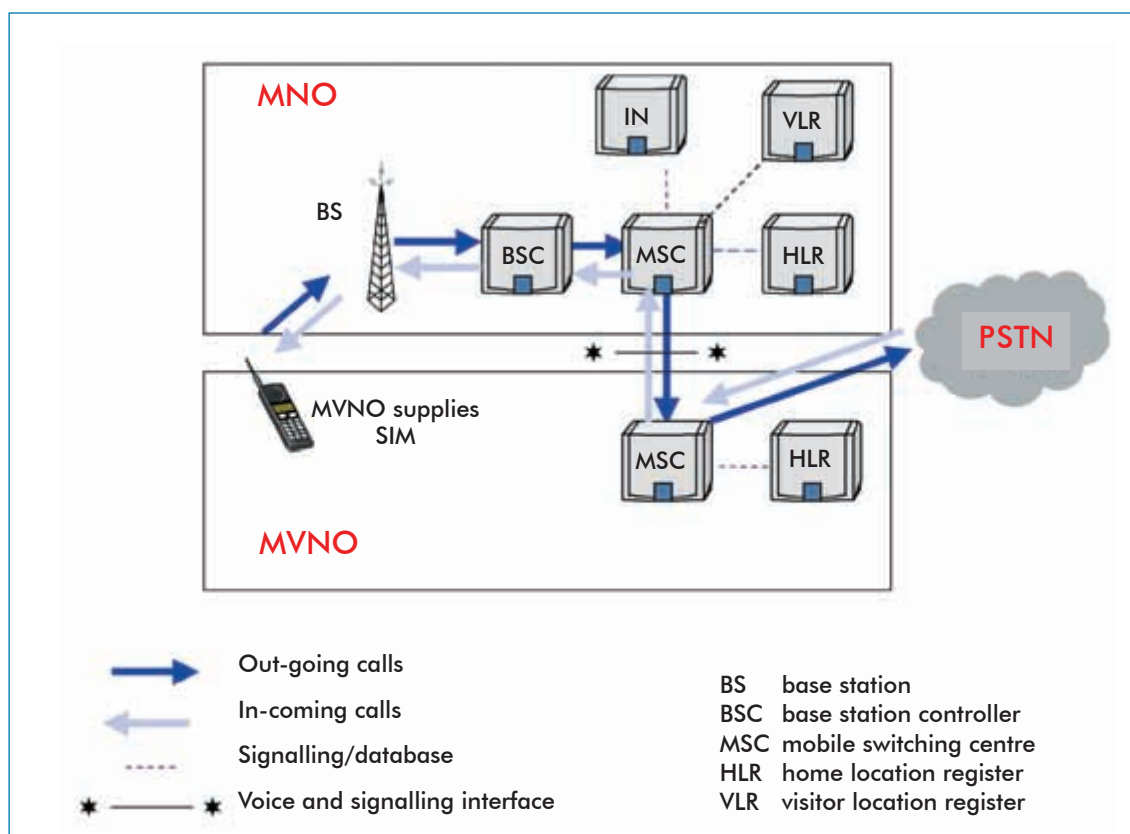 MNO
IN
VLR
BS
BSC
MSC
HLR
PSTN
MVNO supplies
SIM
MSC
HLR
MVNO
Out-going calls
In-coming calls
Signalling/database
Voice and signalling interface
BS base station
BSC base station controller
MSC mobile switching centre
HLR home location register
VLR visitor location register